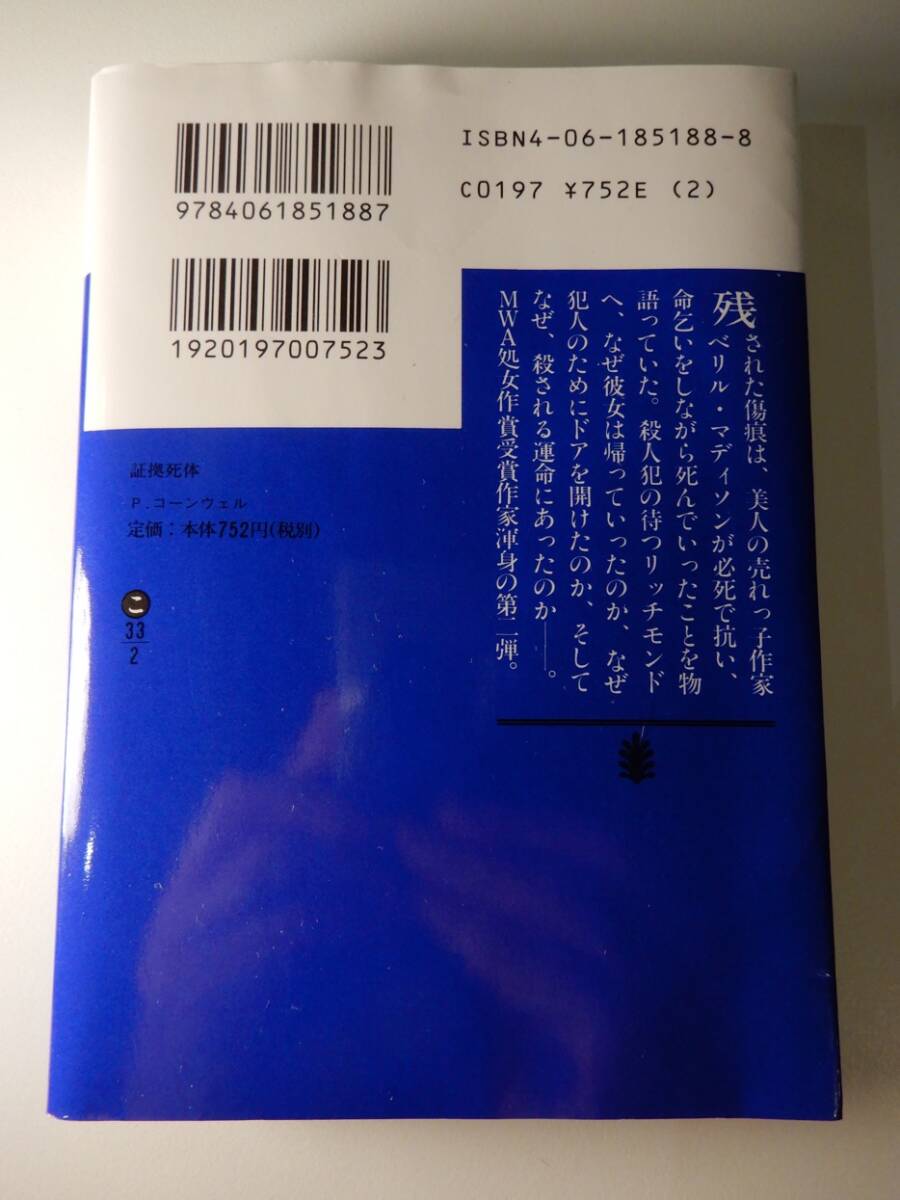 9784061851887
ISBN4-06-185188-8
C0197 ¥752E (2)
1920197007523
残された傷痕は、美人の売れっ子作家
ベリル・マディソンが必死で抗い、
命乞いをしながら死んでいったことを物
語っていた。殺人犯の待つリッチモンド
へ、なぜ彼女は帰っていったのか、なぜ
犯人のためにドアを開けたのか、そして
なぜ、殺される運命にあったのか――。
MWA処女作賞受賞作家渾身の第二弾。
証拠死体
P.コーンウェル
定価:本体752円(税別)
こ
33
2